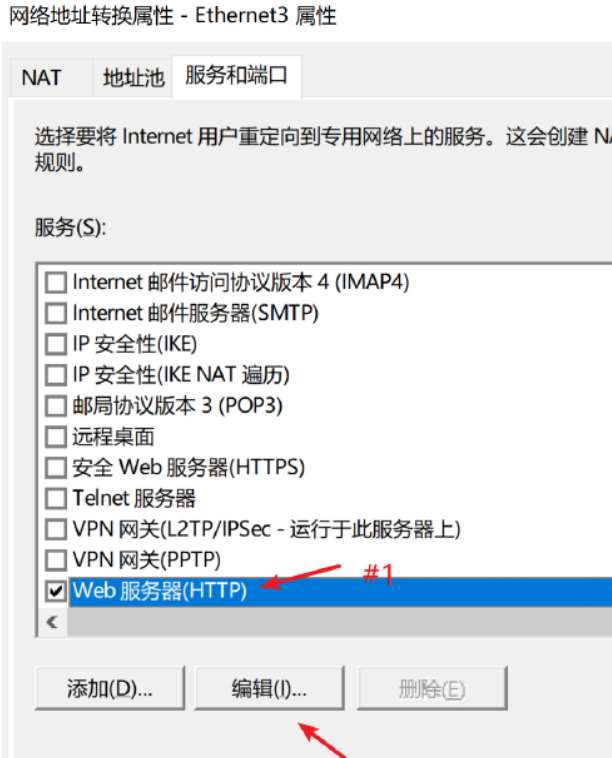 网络地址转换属性 - Ethernet3 属性
NAT 地址池 服务和端口
选择要将 Internet 用户重定向到专用网络上的服务。这会创建
规则。
服务(S):
Internet 邮件访问协议版本 4 (IMAP4)
Internet 邮件服务器(SMTP)
IP 安全性(IKE)
IP 安全性(IKE NAT 遍历)
邮局协议版本 3 (POP3)
远程桌面
安全 Web 服务器(HTTPS)
Telnet 服务器
VPN 网关(L2TP/IPSec - 运行于此服务器上)
VPN 网关(PPTP)
Web 服务器(HTTP) #1
添加(D)... 编辑(I)... 删除(E)